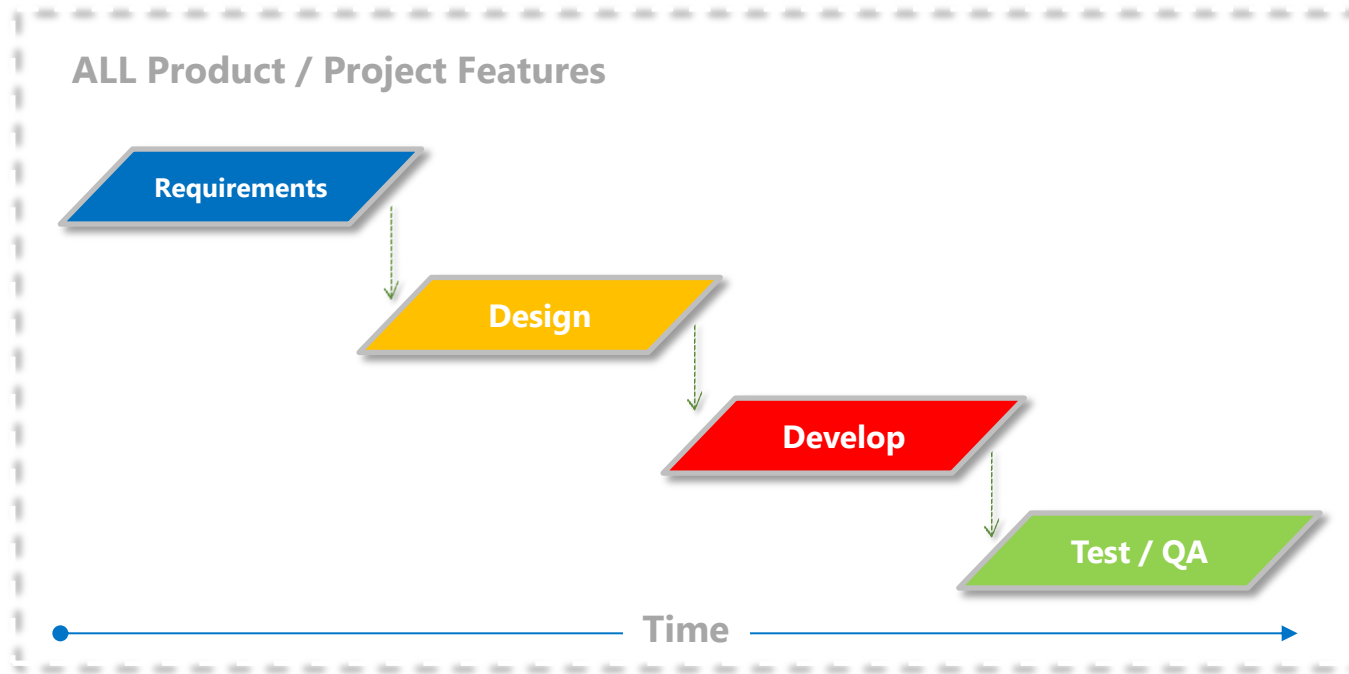 ALL Product / Project Features
Requirements
Design
Develop
Test / QA
Time